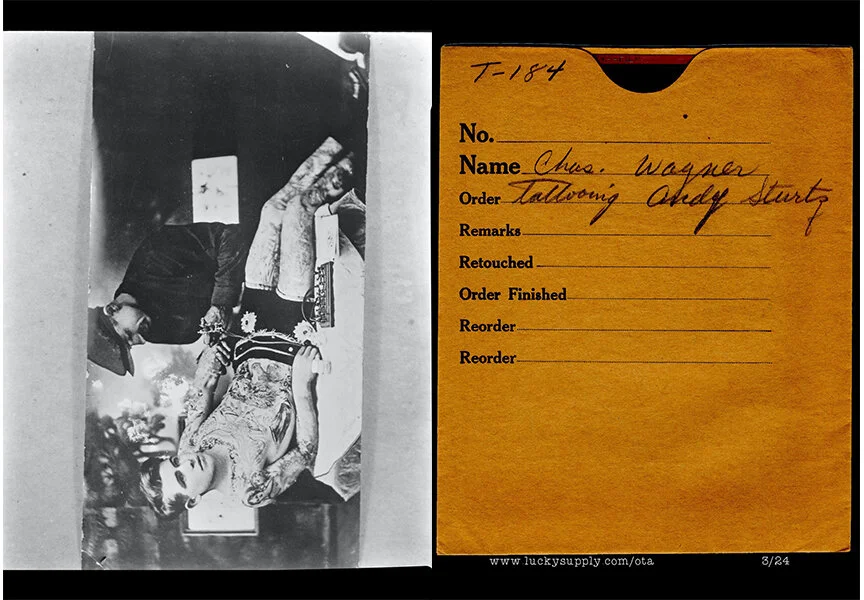 T-184
No.
Name Chas. Wagner
Order Tattooing Andy Sturtz
Remarks
Retouched
Order Finished
Reorder
Reorder
www.luckysupply.com/ota 3/24